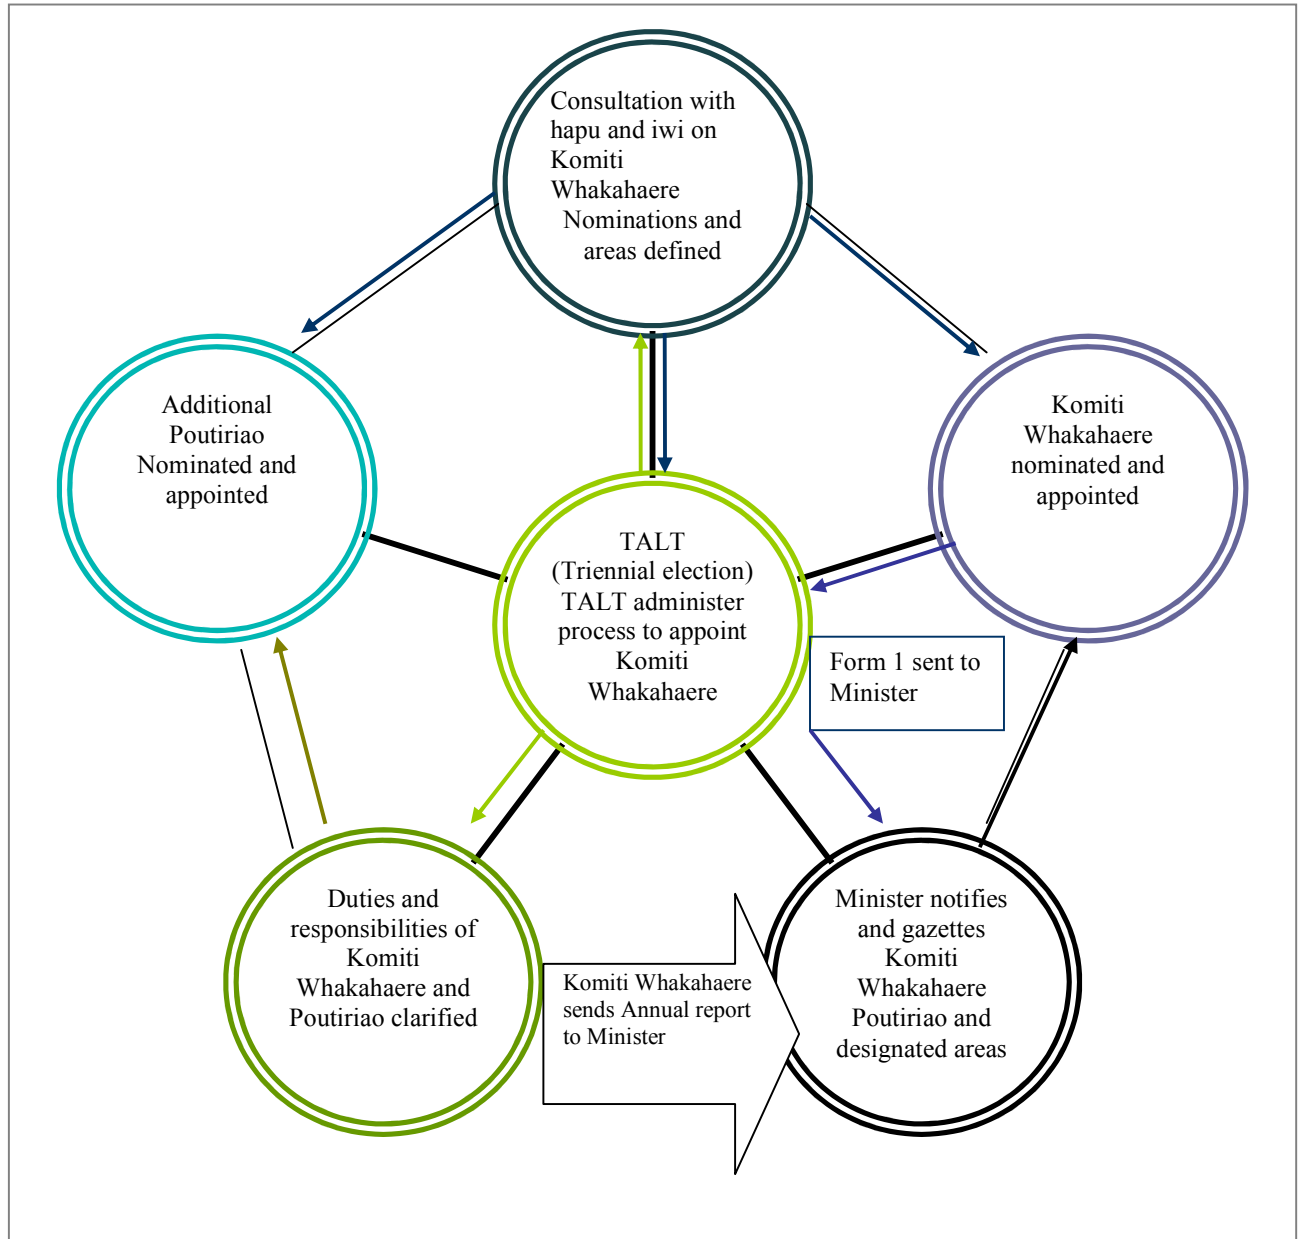 Consultation with
hapu and iwi on
Komiti
Whakahaere
Nominations and
areas defined
Additional
Poutiriao
Nominated and
appointed
Komiti
Whakahaere
nominated and
appointed
TALT
(Triennial election)
TALT administer
process to appoint
Komiti
Whakahaere
Form 1 sent to
Minister
Duties and
responsibilities of
Komiti
Whakahaere and
Poutiriao clarified
Komiti Whakahaere
sends Annual report
to Minister
Minister notifies
and gazettes
Komiti
Whakahaere
Poutiriao and
designated areas